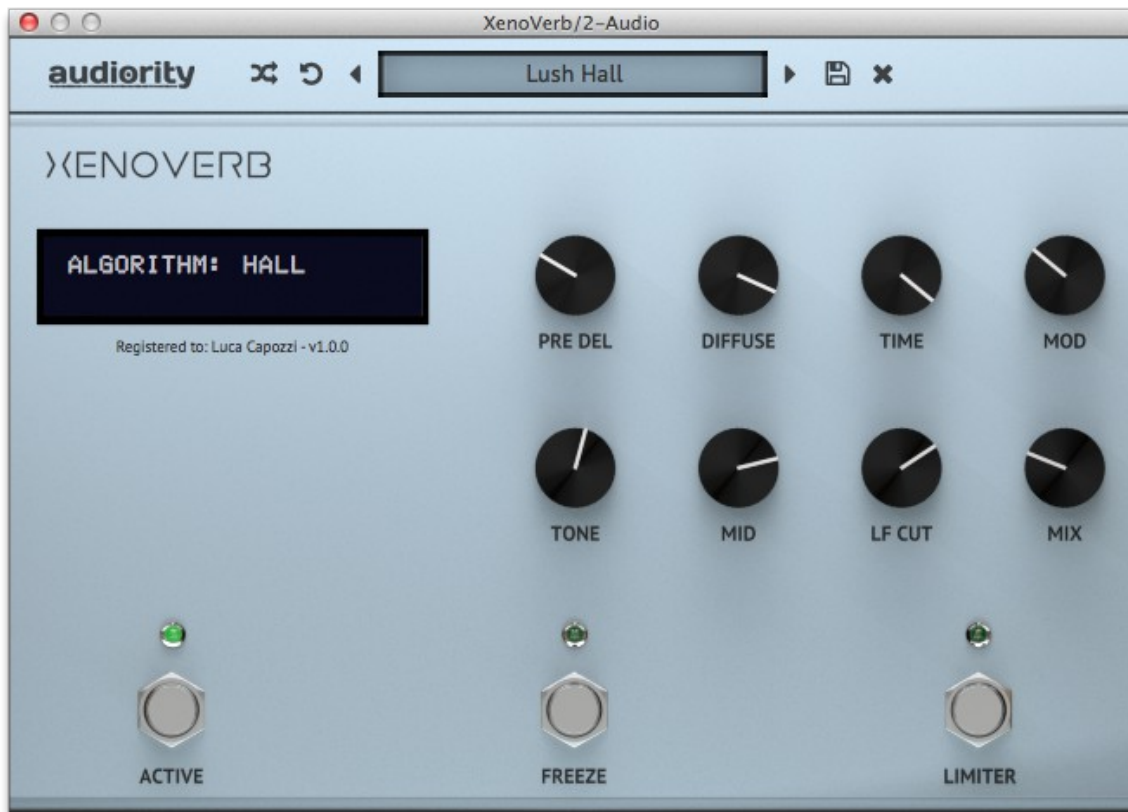 XenoVerb/2-Audio
audiority
Lush Hall
XENOVERB
ALGORITHM: HALL
Registered to: Luca Capozzi - v1.0.0
PRE DEL DIFFUSE TIME MOD
TONE MID LF CUT MIX
ACTIVE FREEZE LIMITER